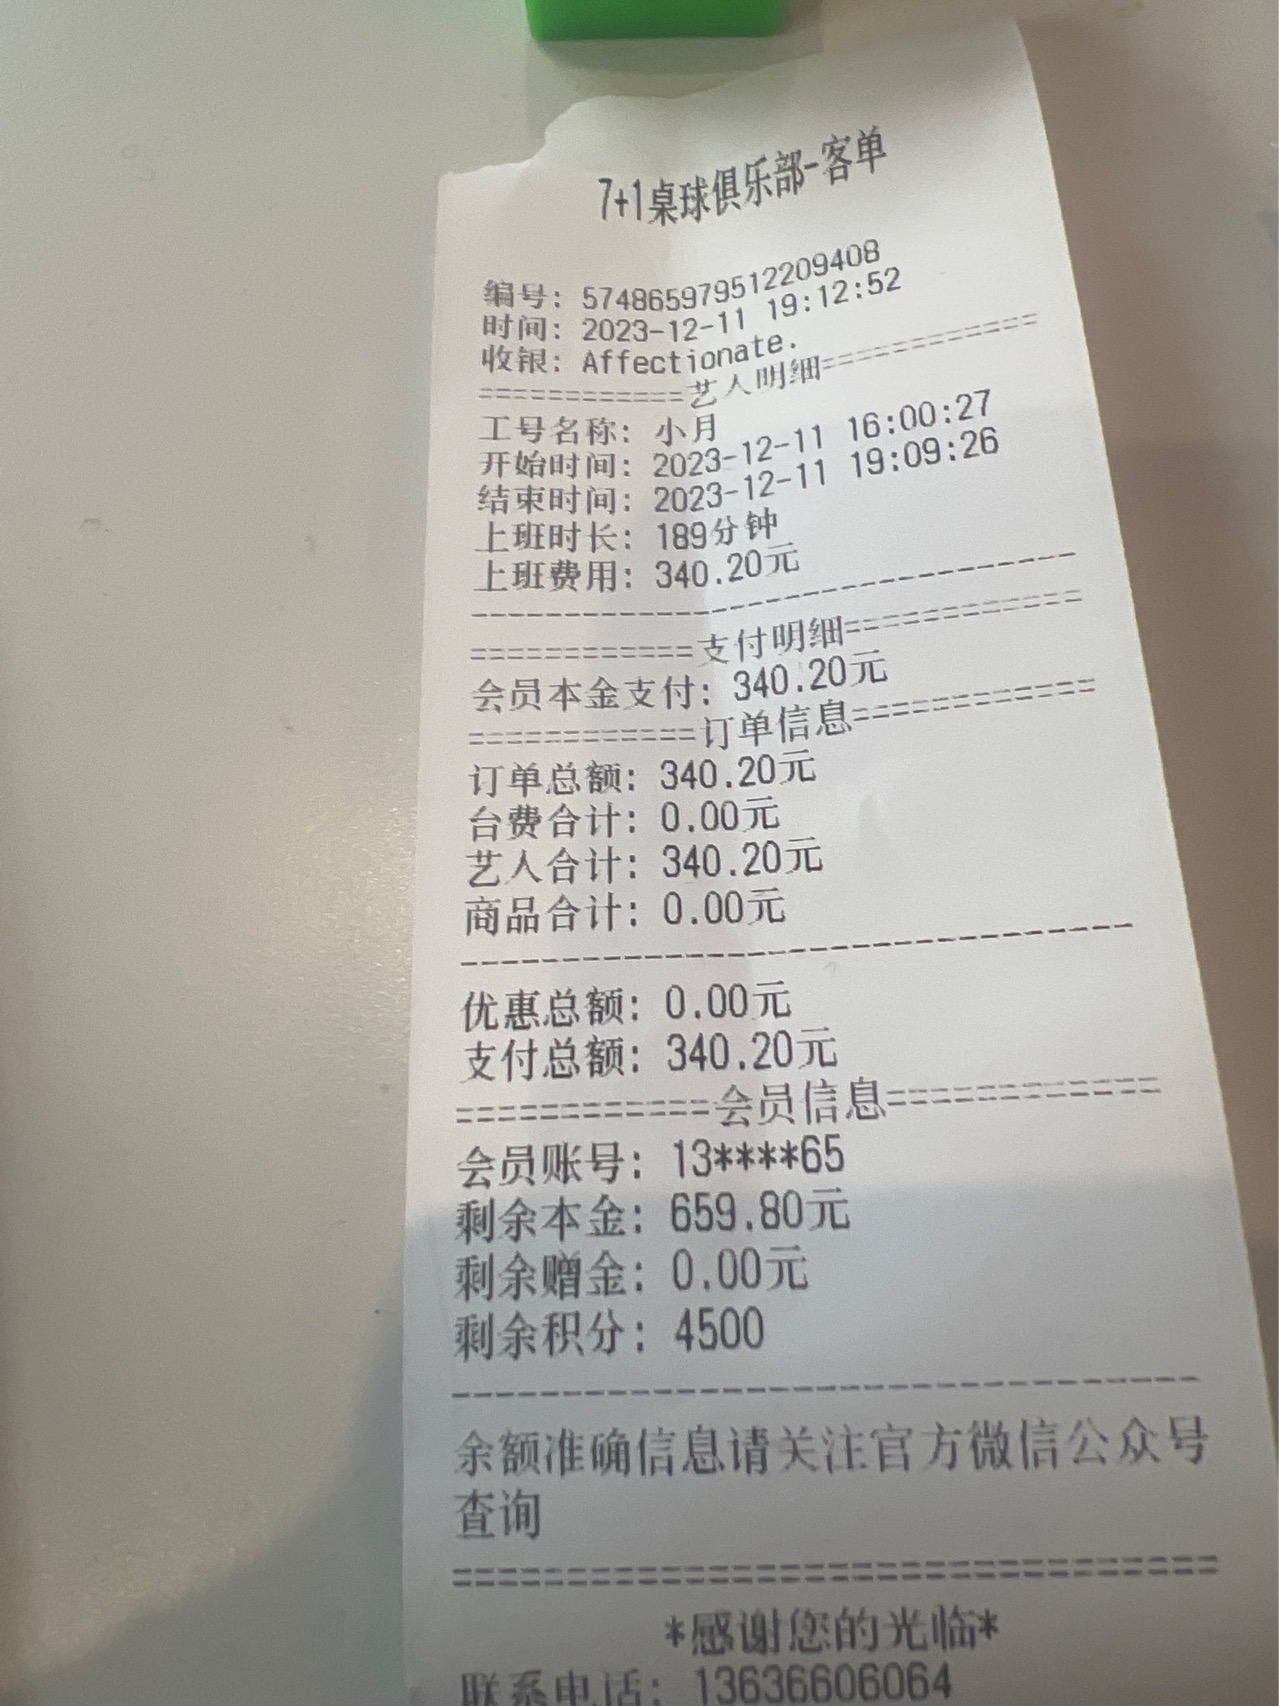 7+1桌球俱乐部-客单
编号: 574865979512209408
时间: 2023-12-11 19:12:52
收银: Affectionate.
============艺人明细============
工号名称: 小月
开始时间: 2023-12-11 16:00:27
结束时间: 2023-12-11 19:09:26
上班时长: 189分钟
上班费用: 340.20元
--------------------------------
============支付明细============
会员本金支付: 340.20元
============订单信息============
订单总额: 340.20元
台费合计: 0.00元
艺人合计: 340.20元
商品合计: 0.00元
--------------------------------
优惠总额: 0.00元
支付总额: 340.20元
============会员信息============
会员账号: 13****65
剩余本金: 659.80元
剩余赠金: 0.00元
剩余积分: 4500
--------------------------------
余额准确信息请关注官方微信公众号
查询
================================
*感谢您的光临*
联系电话: 13636606064